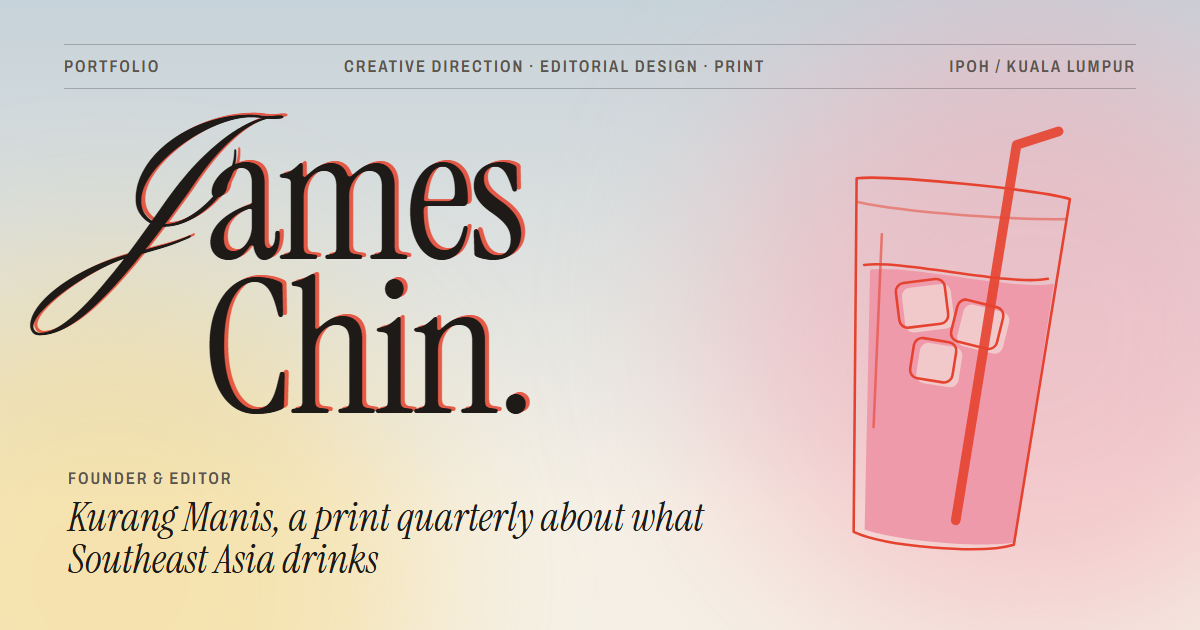 PORTFOLIO
CREATIVE DIRECTION · EDITORIAL DESIGN · PRINT
IPOH / KUALA LUMPUR
James
Chin.
FOUNDER & EDITOR
Kurang Manis, a print quarterly about what
Southeast Asia drinks